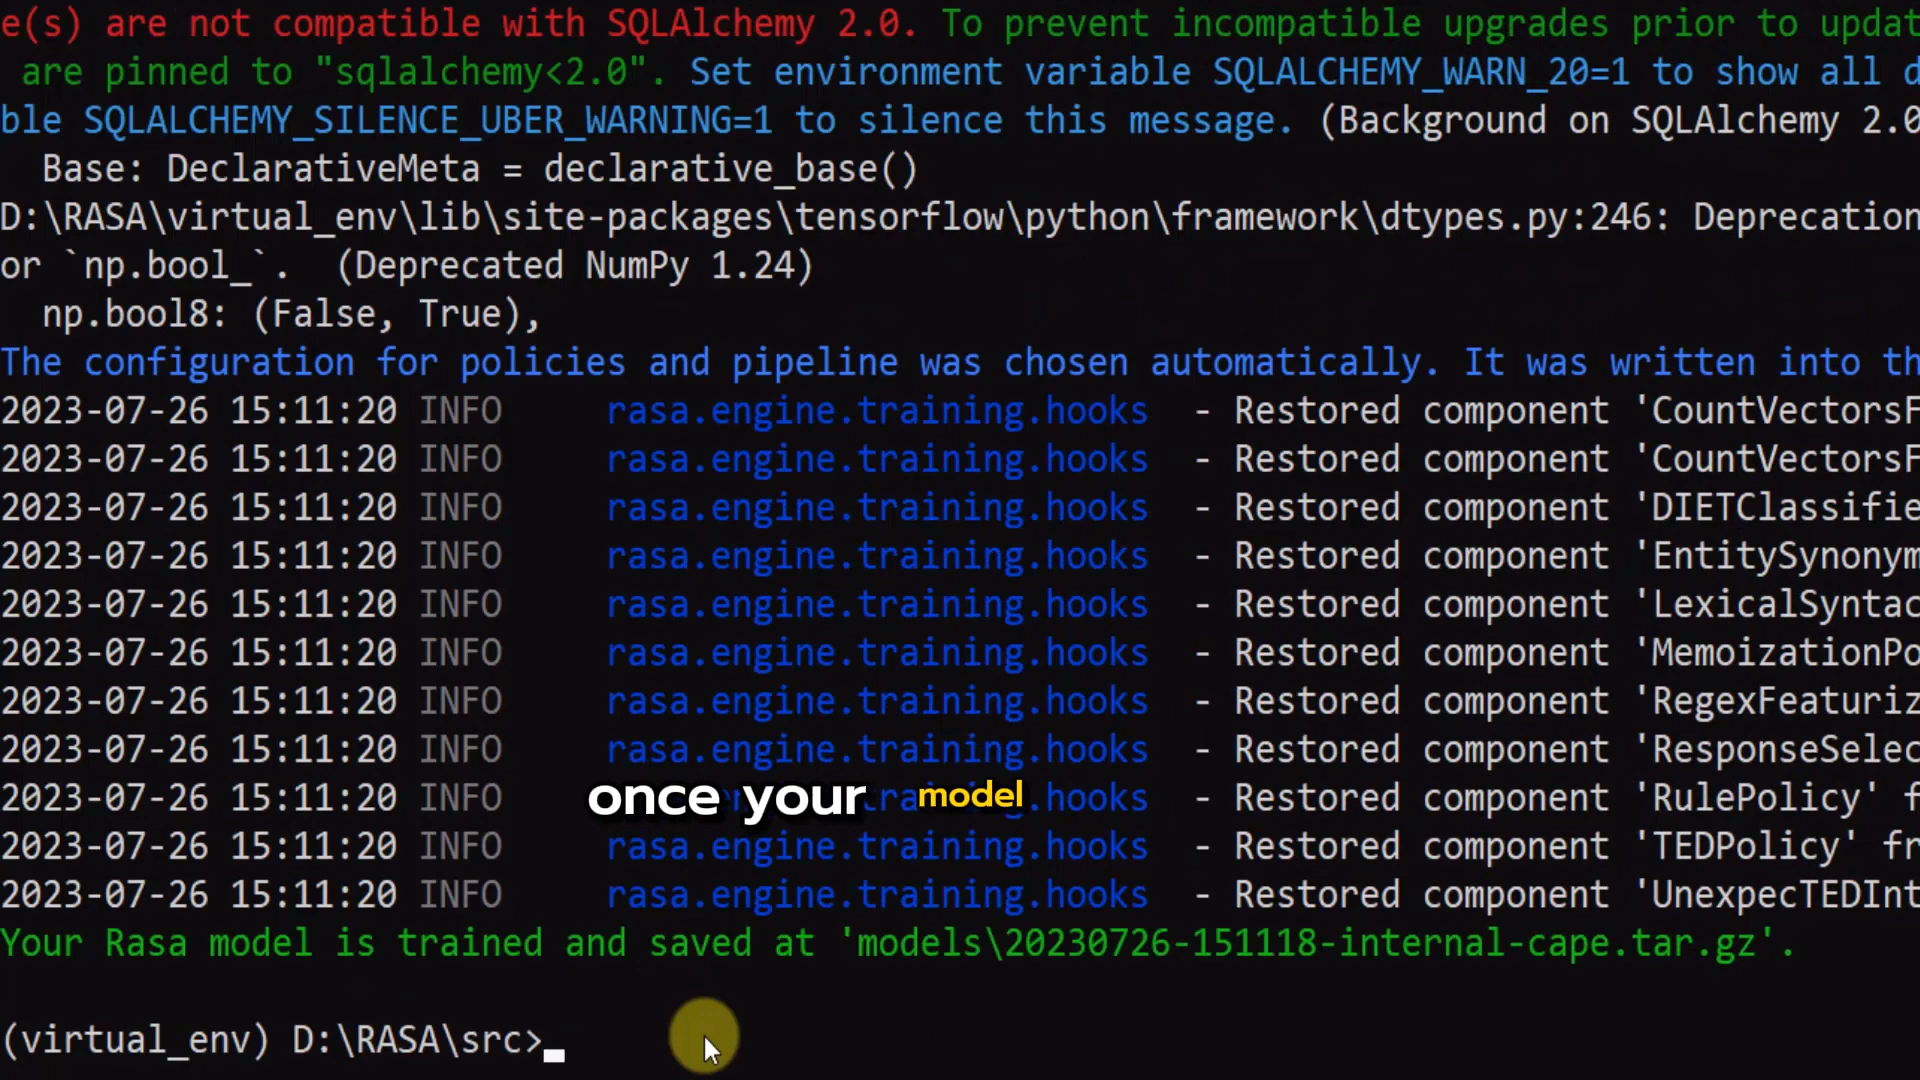 e(s) are not compatible with SQLAlchemy 2.0. To prevent incompatible upgrades prior to updat
are pinned to "sqlalchemy<2.0". Set environment variable SQLALCHEMY_WARN_20=1 to show all d
ble SQLALCHEMY_SILENCE_UBER_WARNING=1 to silence this message. (Background on SQLAlchemy 2.0
Base: DeclarativeMeta = declarative_base()
D:\RASA\virtual_env\lib\site-packages\tensorflow\python\framework\dtypes.py:246: Deprecation
or `np.bool_`. (Deprecated NumPy 1.24)
np.bool8: (False, True),
The configuration for policies and pipeline was chosen automatically. It was written into th
2023-07-26 15:11:20 INFO rasa.engine.training.hooks - Restored component 'CountVectorsF
2023-07-26 15:11:20 INFO rasa.engine.training.hooks - Restored component 'CountVectorsF
2023-07-26 15:11:20 INFO rasa.engine.training.hooks - Restored component 'DIETClassifie
2023-07-26 15:11:20 INFO rasa.engine.training.hooks - Restored component 'EntitySynonym
2023-07-26 15:11:20 INFO rasa.engine.training.hooks - Restored component 'LexicalSyntac
2023-07-26 15:11:20 INFO rasa.engine.training.hooks - Restored component 'MemoizationPo
2023-07-26 15:11:20 INFO rasa.engine.training.hooks - Restored component 'RegexFeaturiz
2023-07-26 15:11:20 INFO rasa.engine.training.hooks - Restored component 'ResponseSelec
2023-07-26 15:11:20 INFO .hooks - Restored component 'RulePolicy' f
once your model
2023-07-26 15:11:20 INFO rasa.engine.training.hooks - Restored component 'TEDPolicy' fr
2023-07-26 15:11:20 INFO rasa.engine.training.hooks - Restored component 'UnexpecTEDInt
Your Rasa model is trained and saved at 'models\20230726-151118-internal-cape.tar.gz'.
(virtual_env) D:\RASA\src>